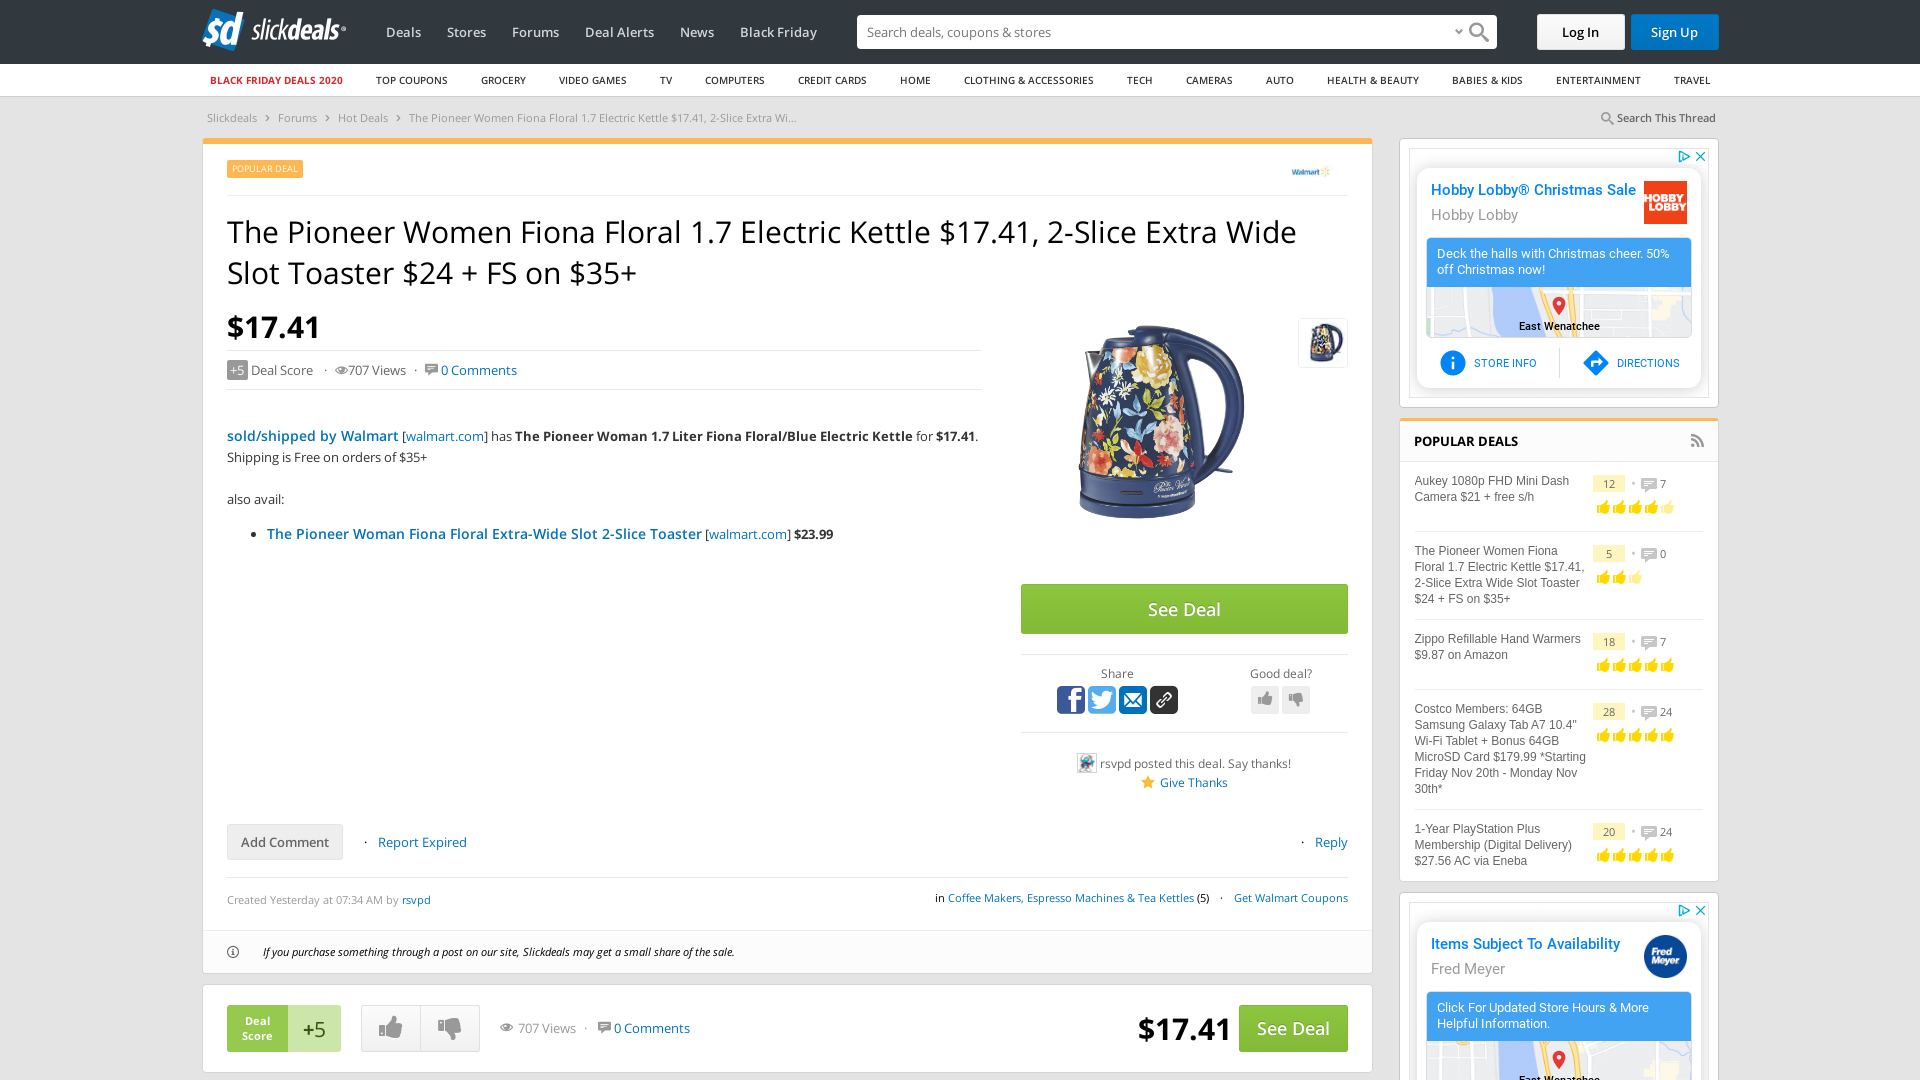 sd slickdeals
Deals Stores Forums Deal Alerts News Black Friday
Search deals, coupons & stores
Log In Sign Up
BLACK FRIDAY DEALS 2020 TOP COUPONS GROCERY VIDEO GAMES TV COMPUTERS CREDIT CARDS HOME CLOTHING & ACCESSORIES TECH CAMERAS AUTO HEALTH & BEAUTY BABIES & KIDS ENTERTAINMENT TRAVEL
Slickdeals › Forums › Hot Deals › The Pioneer Women Fiona Floral 1.7 Electric Kettle $17.41, 2-Slice Extra Wi...
Search This Thread
POPULAR DEAL
Walmart
The Pioneer Women Fiona Floral 1.7 Electric Kettle $17.41, 2-Slice Extra Wide
Slot Toaster $24 + FS on $35+
$17.41
+5 Deal Score · 707 Views · 0 Comments
sold/shipped by Walmart [walmart.com] has The Pioneer Woman 1.7 Liter Fiona Floral/Blue Electric Kettle for $17.41.
Shipping is Free on orders of $35+
also avail:
• The Pioneer Woman Fiona Floral Extra-Wide Slot 2-Slice Toaster [walmart.com] $23.99
See Deal
Share
Good deal?
rsvpd posted this deal. Say thanks!
Give Thanks
Add Comment · Report Expired
· Reply
Created Yesterday at 07:34 AM by rsvpd
in Coffee Makers, Espresso Machines & Tea Kettles (5) · Get Walmart Coupons
If you purchase something through a post on our site, Slickdeals may get a small share of the sale.
Deal
Score
+5
707 Views · 0 Comments
$17.41 See Deal
Hobby Lobby® Christmas Sale
Hobby Lobby
HOBBY
LOBBY
Deck the halls with Christmas cheer. 50%
off Christmas now!
East Wenatchee
STORE INFO DIRECTIONS
POPULAR DEALS
Aukey 1080p FHD Mini Dash
Camera $21 + free s/h
12 • 7
The Pioneer Women Fiona
Floral 1.7 Electric Kettle $17.41,
2-Slice Extra Wide Slot Toaster
$24 + FS on $35+
5 • 0
Zippo Refillable Hand Warmers
$9.87 on Amazon
18 • 7
Costco Members: 64GB
Samsung Galaxy Tab A7 10.4"
Wi-Fi Tablet + Bonus 64GB
MicroSD Card $179.99 *Starting
Friday Nov 20th - Monday Nov
30th*
28 • 24
1-Year PlayStation Plus
Membership (Digital Delivery)
$27.56 AC via Eneba
20 • 24
Items Subject To Availability
Fred Meyer
Fred
Meyer
Click For Updated Store Hours & More
Helpful Information.
East Wenatchee